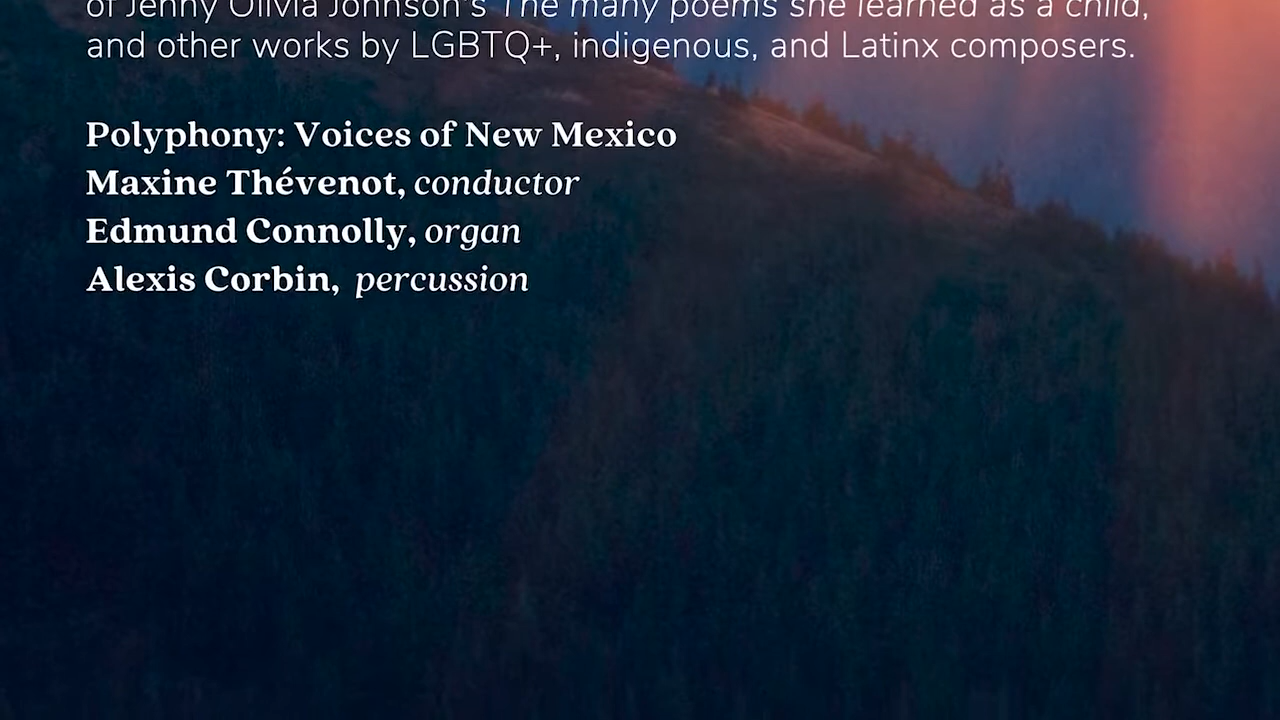 of Jenny Olivia Johnson's The many poems she learned as a child,
and other works by LGBTQ+, indigenous, and Latinx composers.
Polyphony: Voices of New Mexico
Maxine Thévenot, conductor
Edmund Connolly, organ
Alexis Corbin, percussion